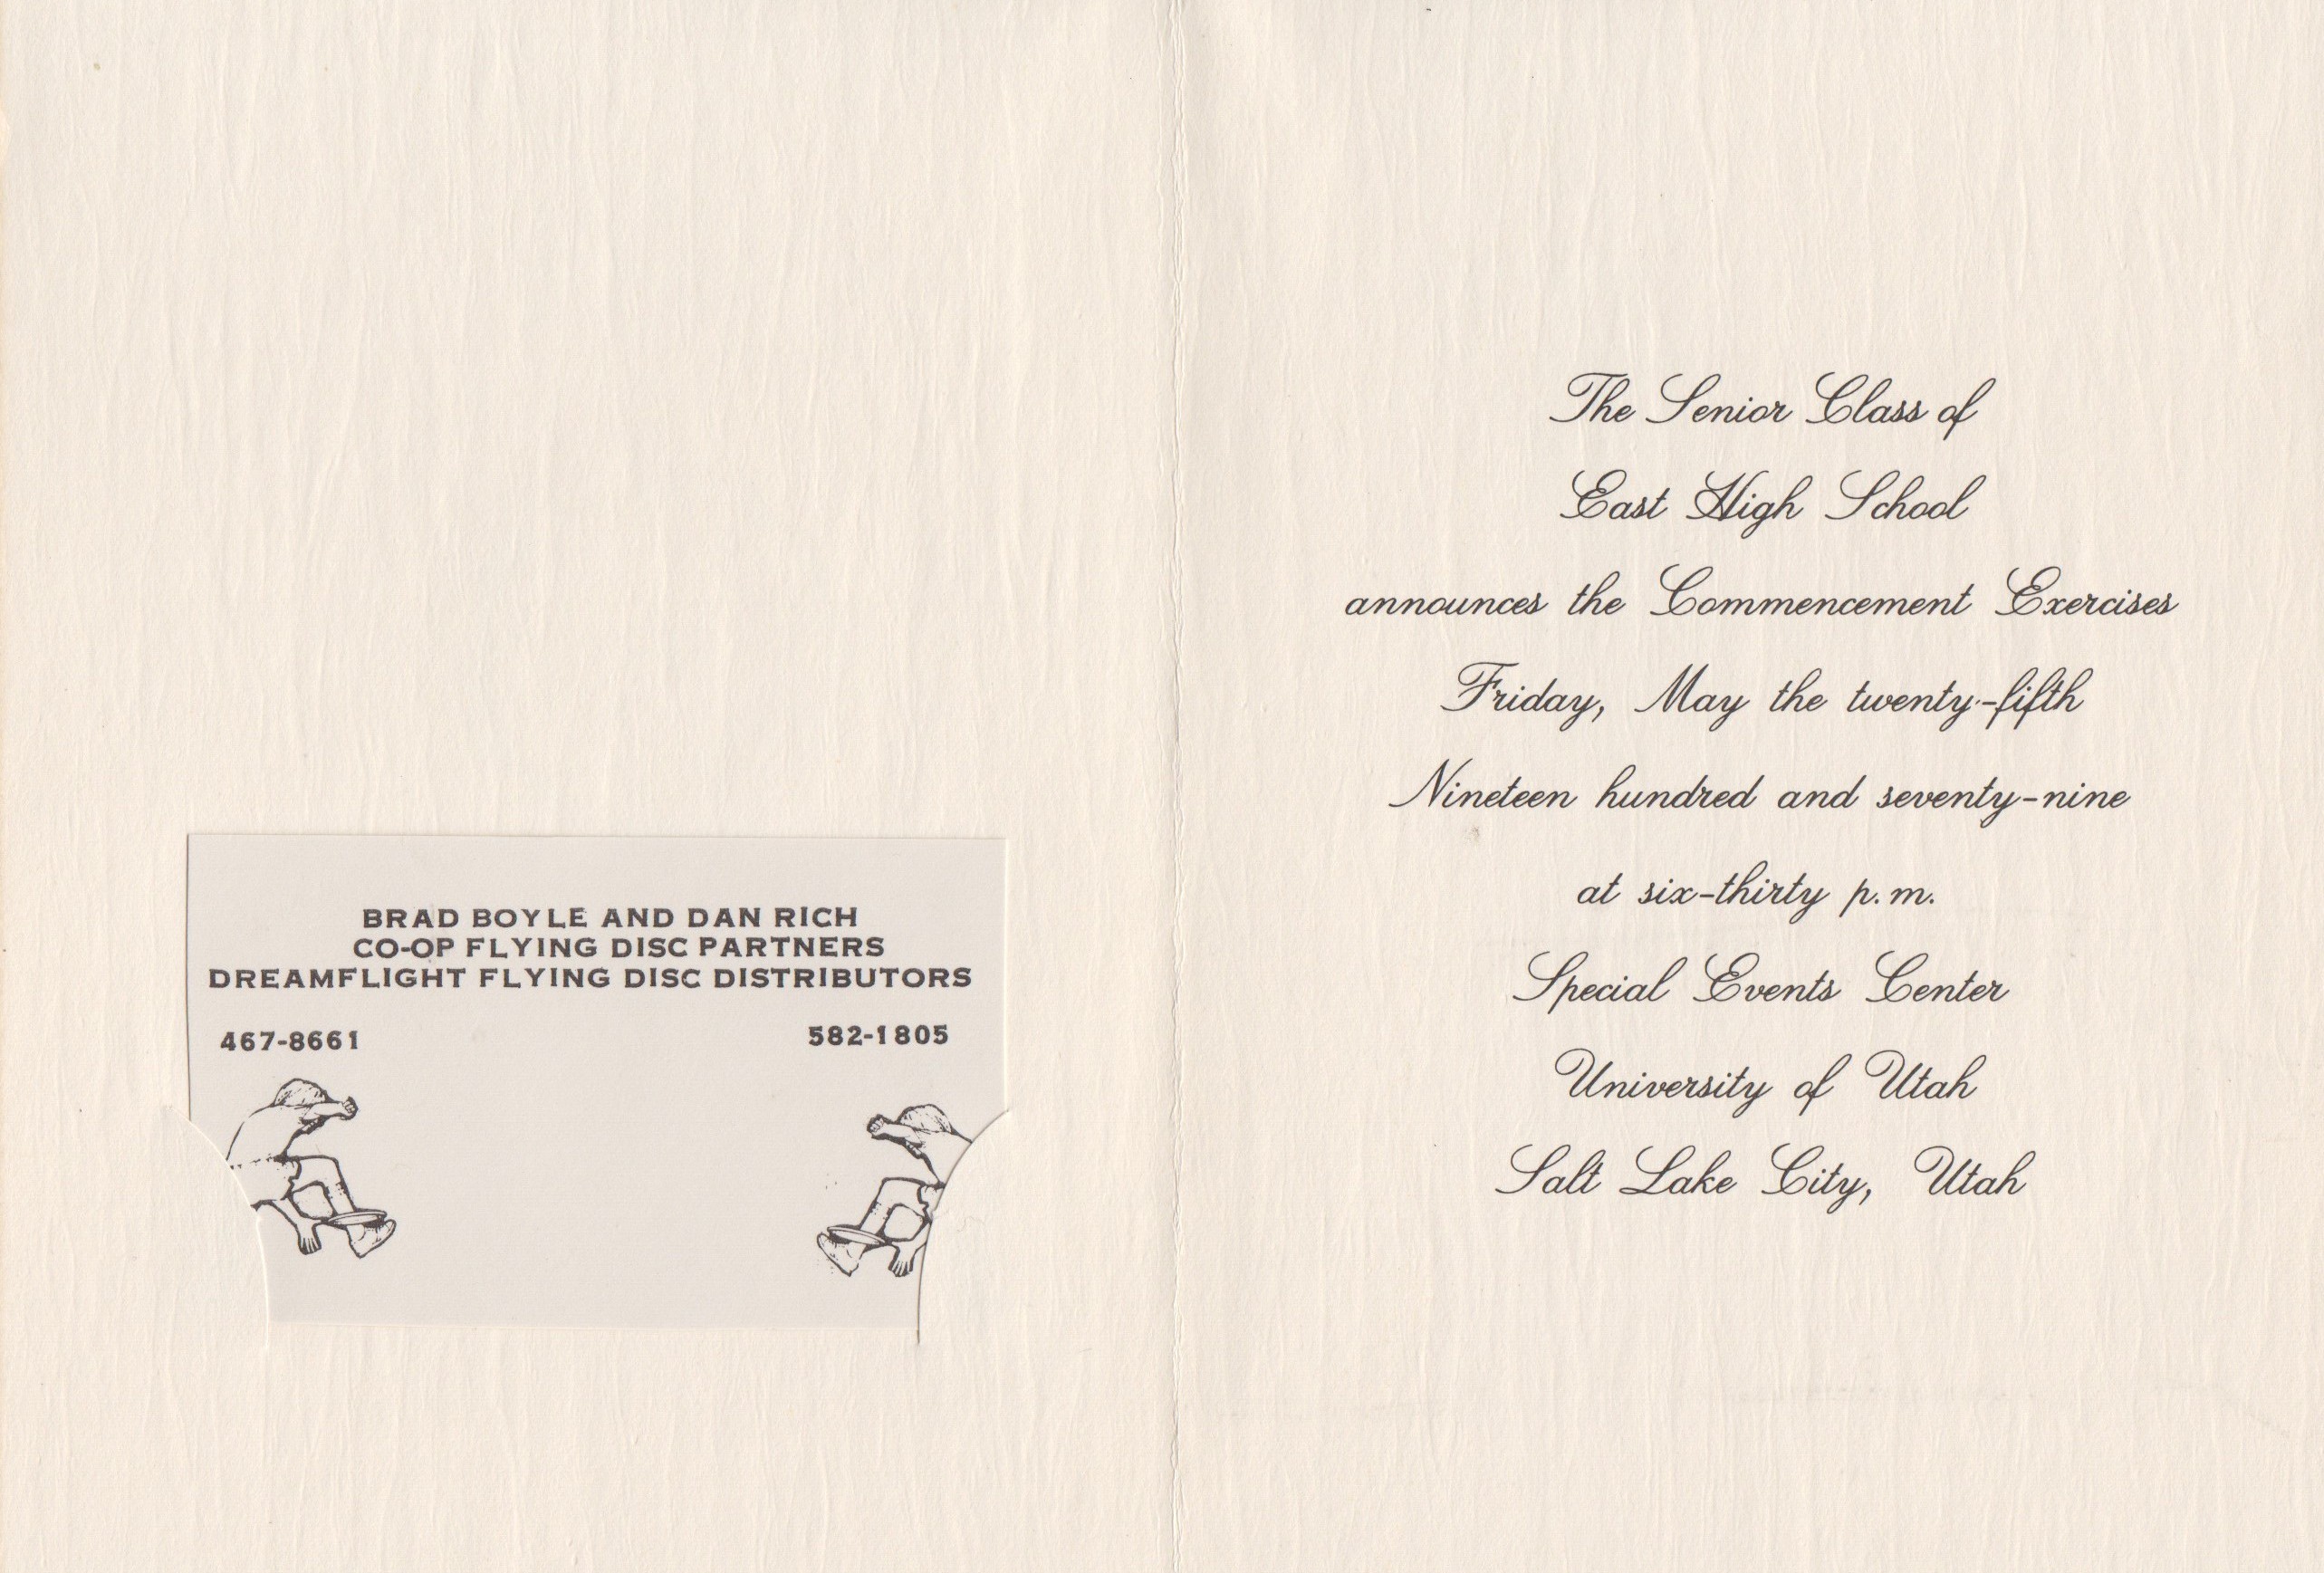 BRAD BOYLE AND DAN RICH
CO-OP FLYING DISC PARTNERS
DREAMFLIGHT FLYING DISC DISTRIBUTORS
467-8661
582-1805
The Senior Class of
East High School
announces the Commencement Exercises
Friday, May the twenty-fifth
Nineteen hundred and seventy-nine
at six-thirty p.m.
Special Events Center
University of Utah
Salt Lake City, Utah